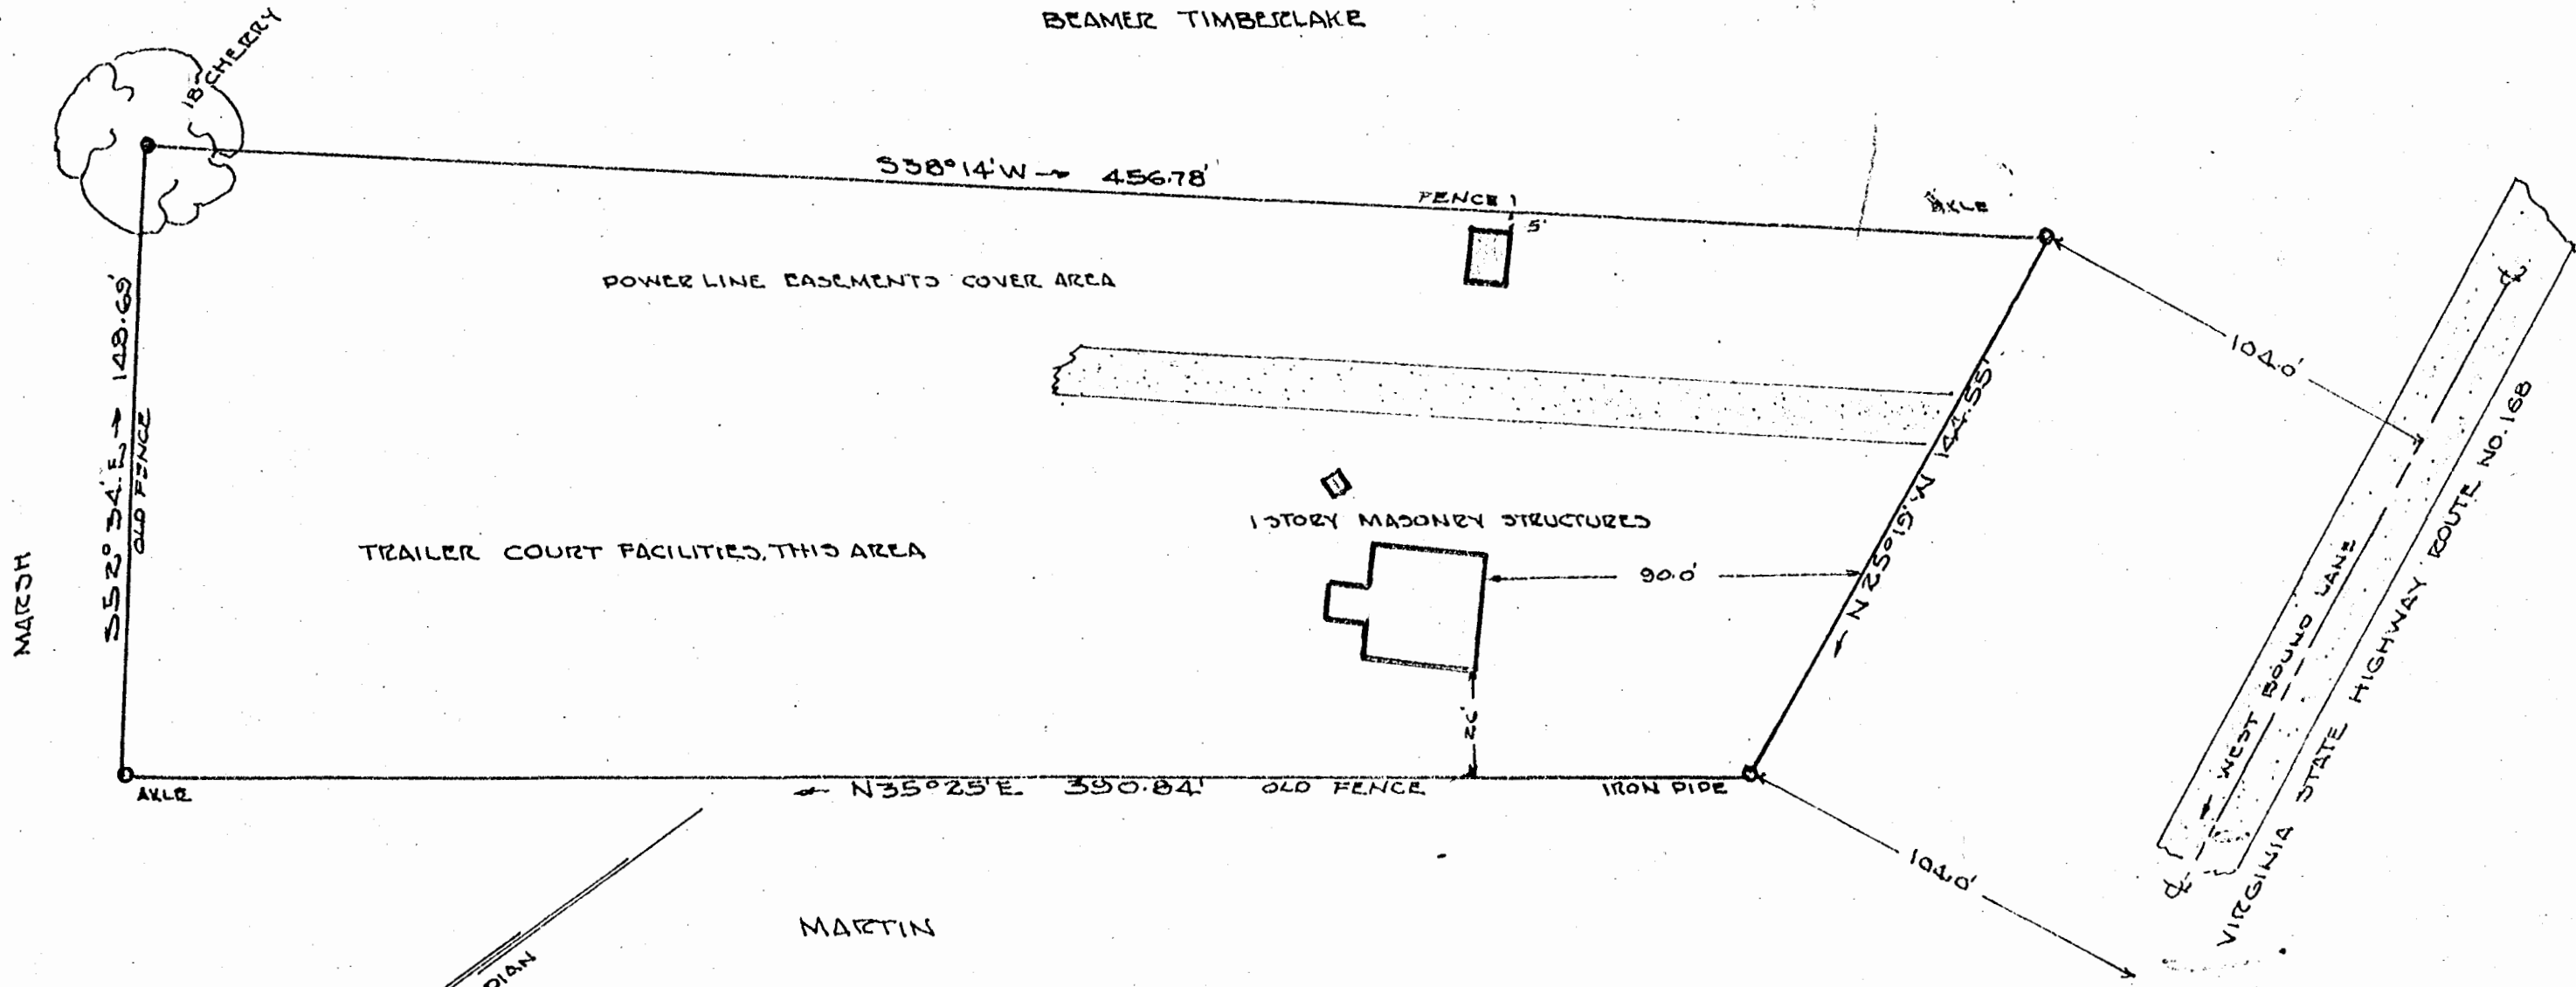 BEAMER TIMBERLAKE
18" CHERRY
S38°14'W → 456.78'
FENCE
5'
AXLE
POWER LINE EASEMENTS COVER AREA
104.0'
S52°34'E → 148.69'
OLD FENCE
MARSH
← N25°19'W 144.55'
1 STORY MASONRY STRUCTURES
TRAILER COURT FACILITIES, THIS AREA
90.0'
26'
← WEST BOUND LANE
VIRGINIA STATE HIGHWAY ROUTE NO. 168
AXLE
← N35°25'E 390.84' OLD FENCE
IRON PIPE
104.0'
MARTIN